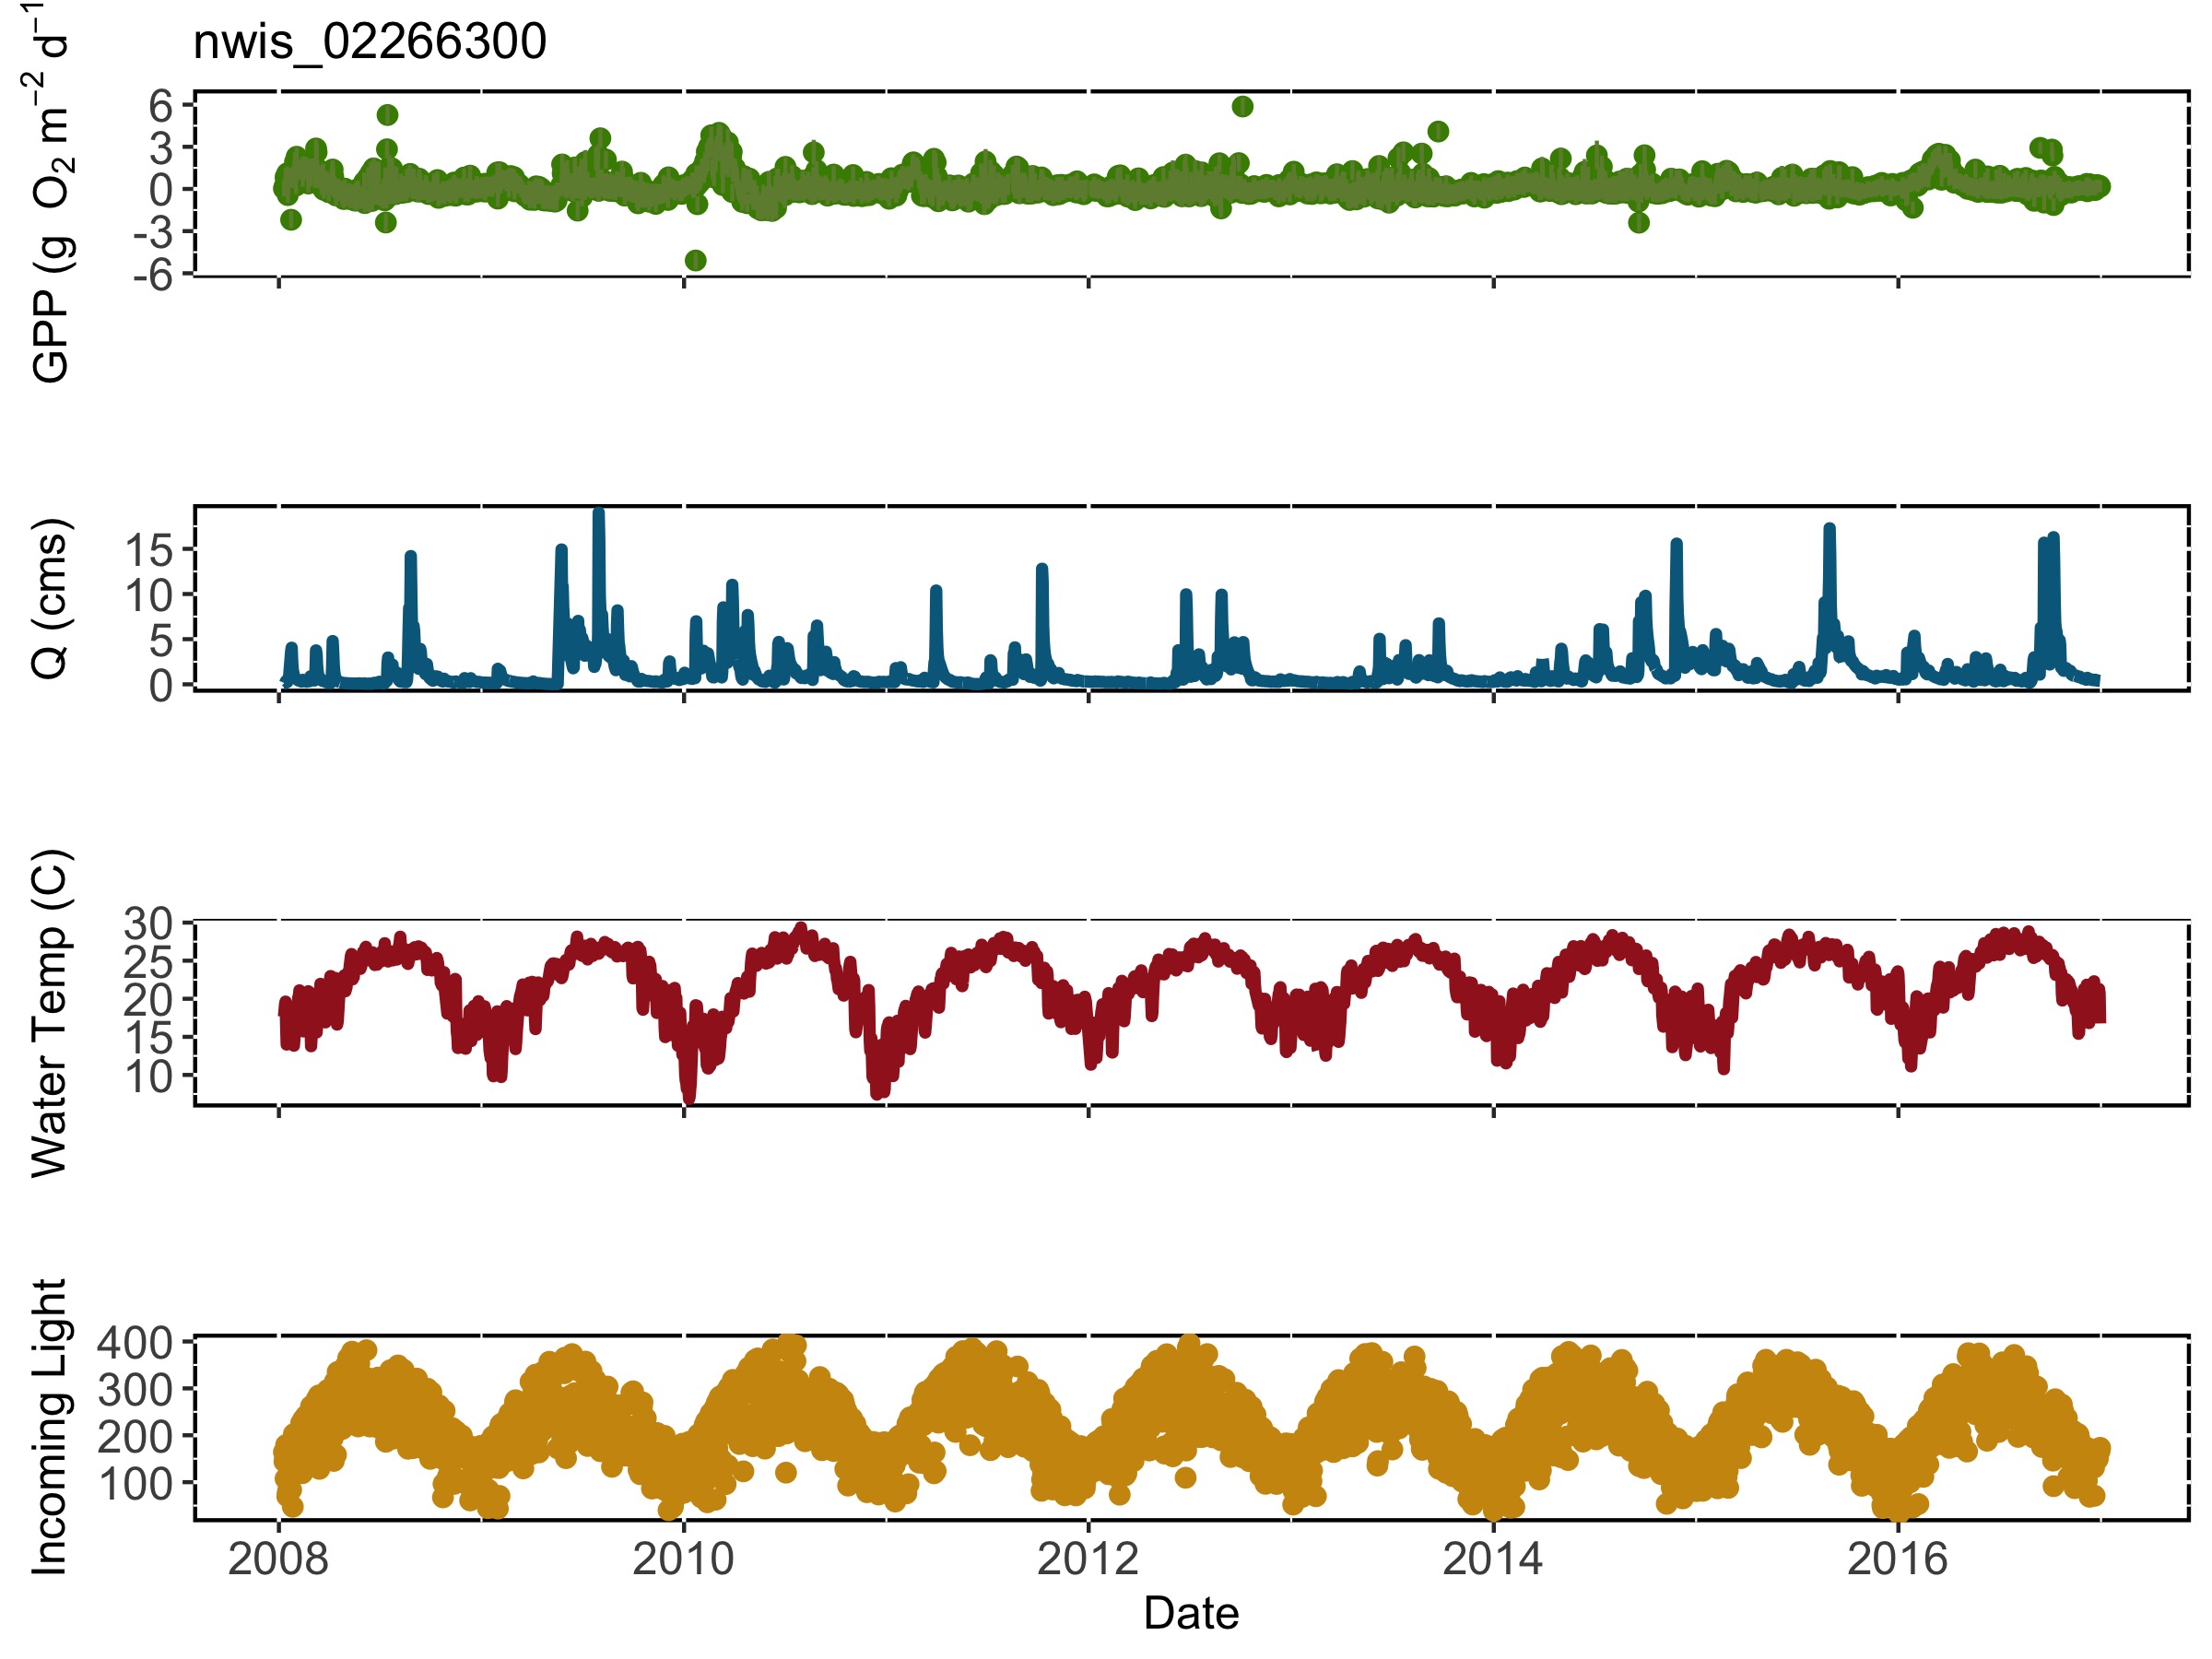 nwis_02266300
GPP (g O₂ m⁻² d⁻¹
6
3
0
-3
-6
Q (cms)
15
10
5
0
Water Temp (C)
30
25
20
15
10
Incoming Light
400
300
200
100
2008 2010 2012 2014 2016
Date